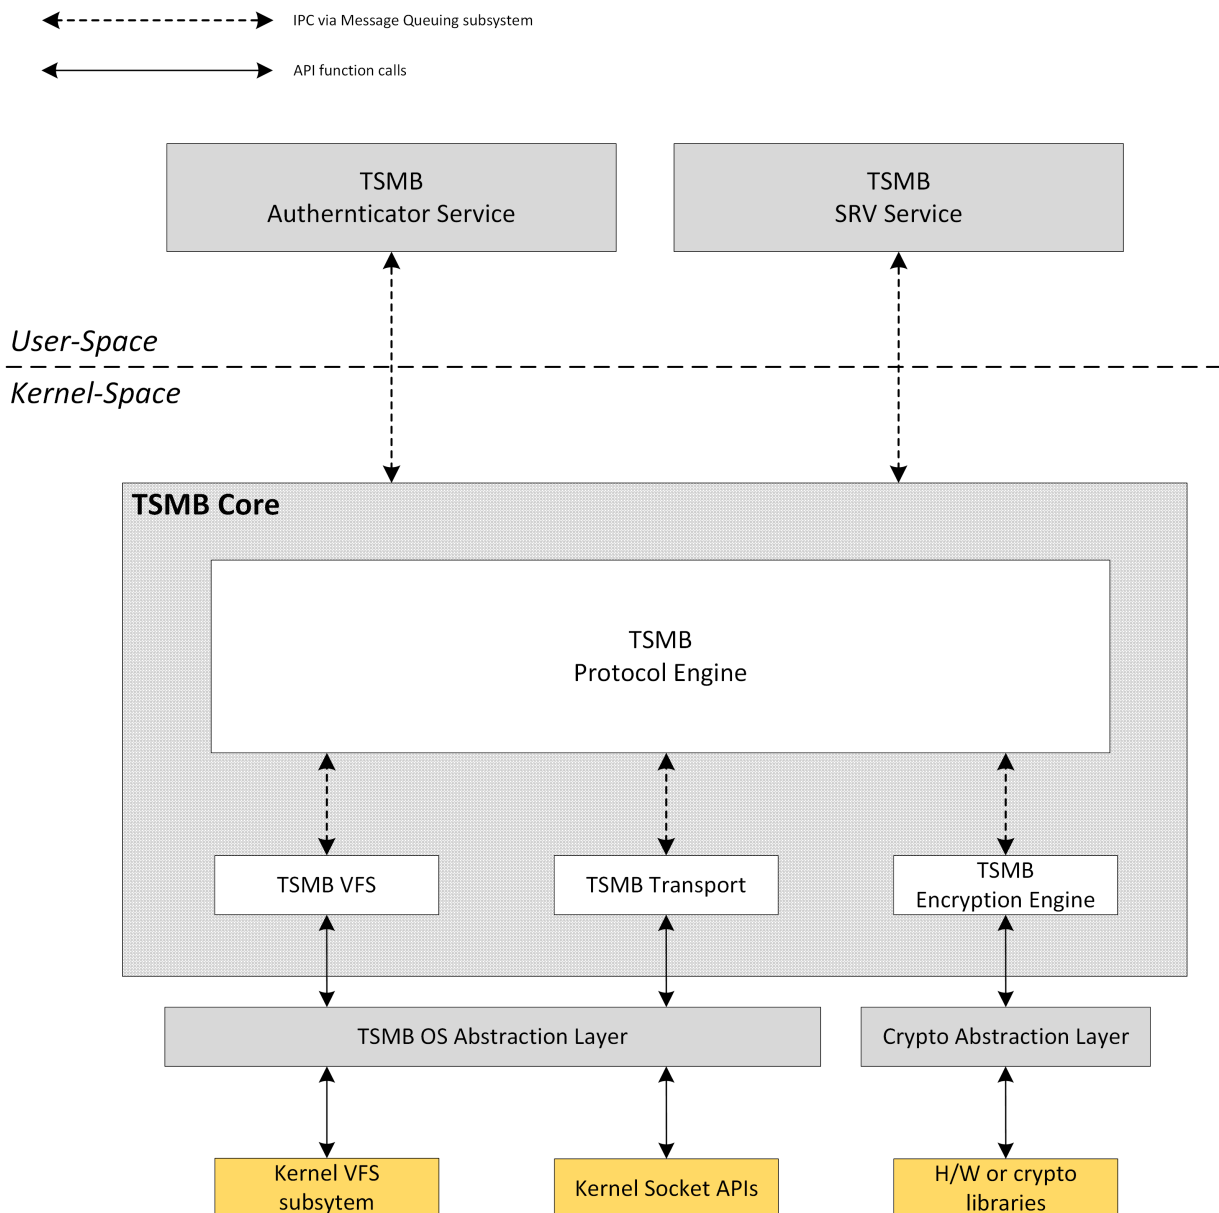 IPC via Message Queuing subsystem
API function calls
TSMB
Authernticator Service
TSMB
SRV Service
User-Space
Kernel-Space
TSMB Core
TSMB
Protocol Engine
TSMB VFS
TSMB Transport
TSMB
Encryption Engine
TSMB OS Abstraction Layer
Crypto Abstraction Layer
Kernel VFS
subsytem
Kernel Socket APIs
H/W or crypto
libraries